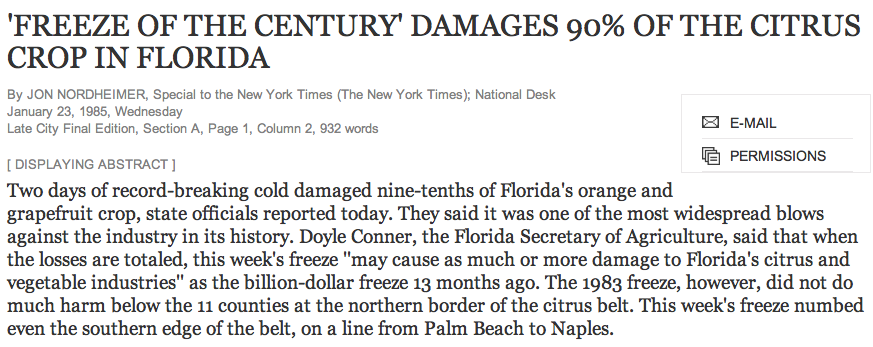 'FREEZE OF THE CENTURY' DAMAGES 90% OF THE CITRUS
CROP IN FLORIDA
By JON NORDHEIMER, Special to the New York Times (The New York Times); National Desk
January 23, 1985, Wednesday
Late City Final Edition, Section A, Page 1, Column 2, 932 words
E-MAIL
PERMISSIONS
[ DISPLAYING ABSTRACT ]
Two days of record-breaking cold damaged nine-tenths of Florida's orange and
grapefruit crop, state officials reported today. They said it was one of the most widespread blows
against the industry in its history. Doyle Conner, the Florida Secretary of Agriculture, said that when
the losses are totaled, this week's freeze ''may cause as much or more damage to Florida's citrus and
vegetable industries'' as the billion-dollar freeze 13 months ago. The 1983 freeze, however, did not do
much harm below the 11 counties at the northern border of the citrus belt. This week's freeze numbed
even the southern edge of the belt, on a line from Palm Beach to Naples.